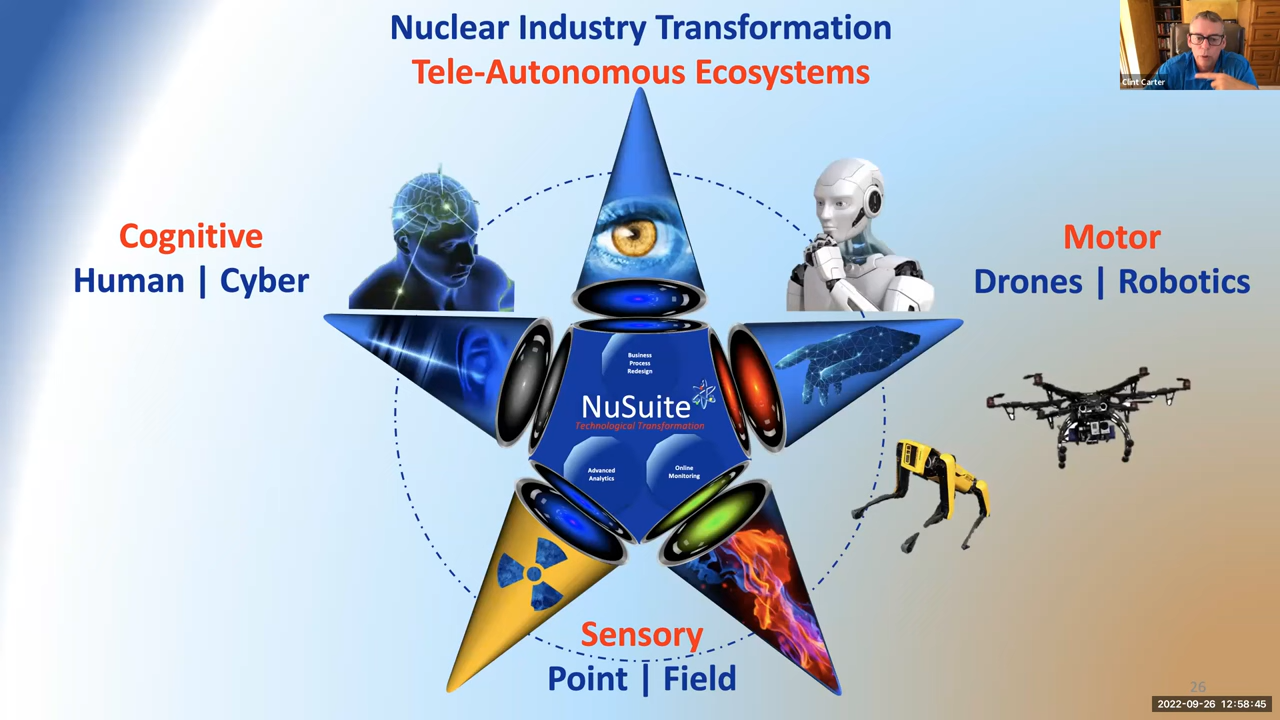 Nuclear Industry Transformation
Tele-Autonomous Ecosystems
Clint Carter
Cognitive
Human | Cyber
Motor
Drones | Robotics
Business
Process
Redesign
NuSuite
Technological Transformation
Advanced
Analytics
Online
Monitoring
Sensory
Point | Field
26
2022-09-26 12:58:45